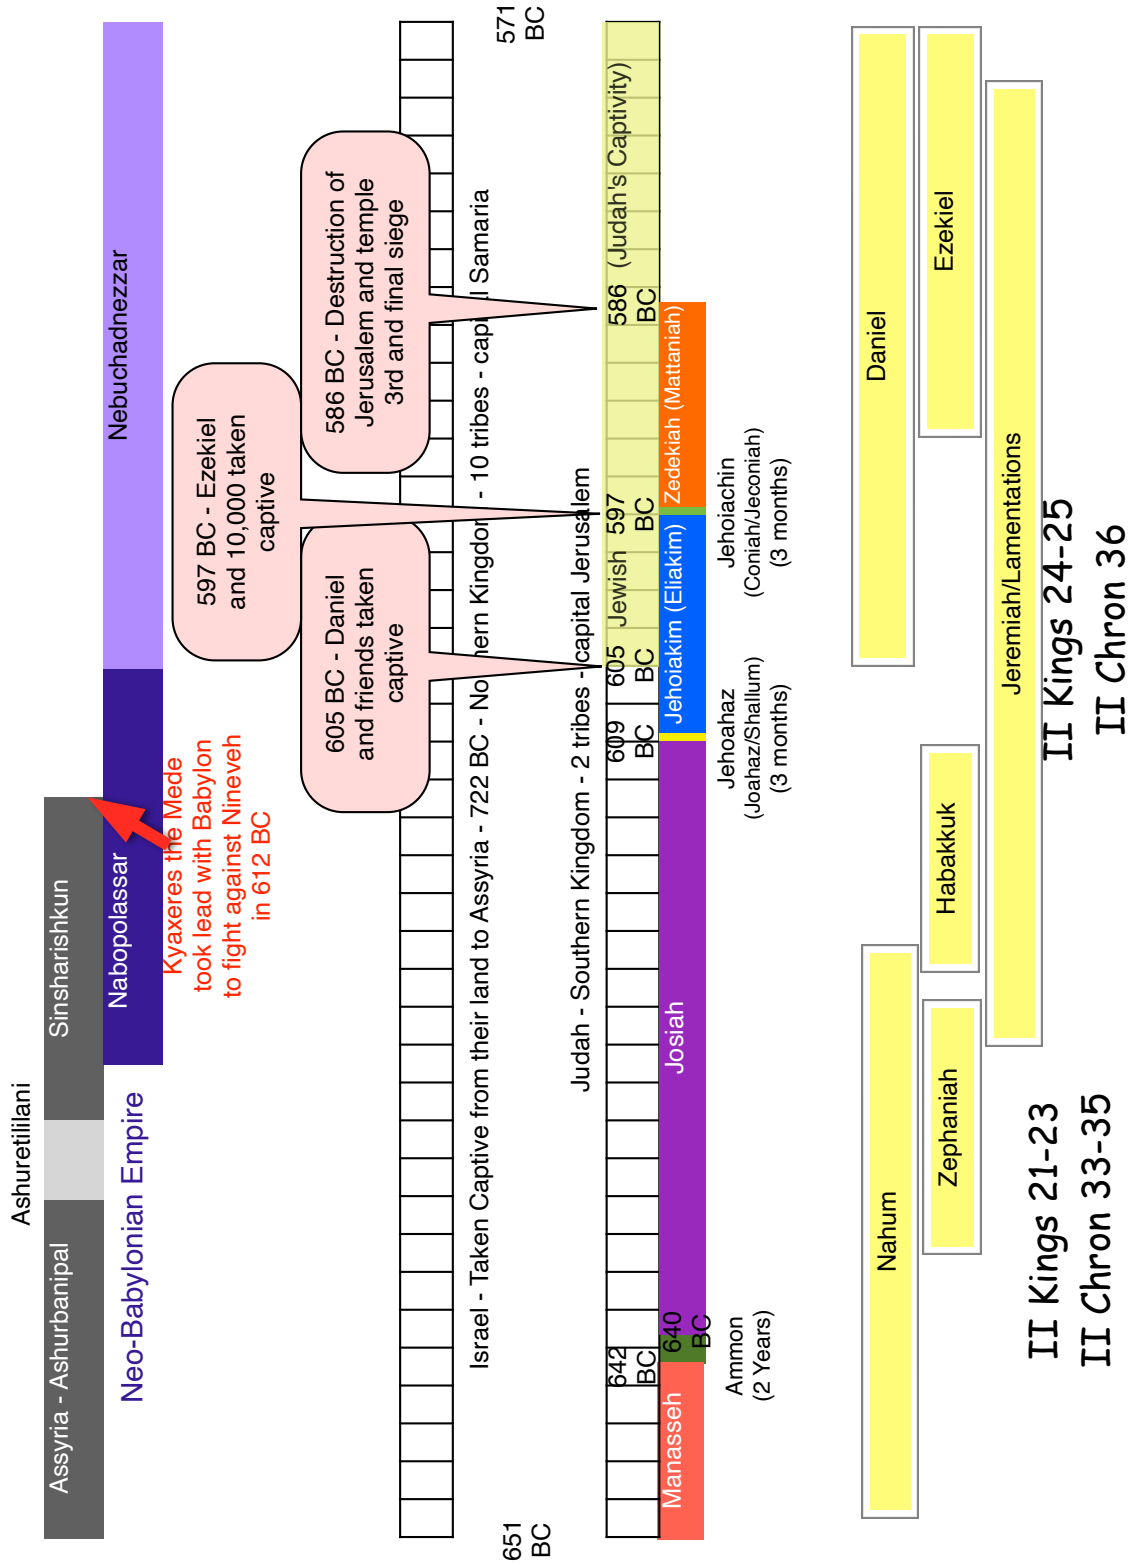 Ashuretililani
Assyria - Ashurbanipal
Sinsharishkun
Neo-Babylonian Empire
Nabopolassar
Nebuchadnezzar
Kyaxeres the Mede
took lead with Babylon
to fight against Nineveh
in 612 BC
597 BC - Ezekiel
and 10,000 taken
captive
605 BC - Daniel
and friends taken
captive
586 BC - Destruction of
Jerusalem and temple
3rd and final siege
Israel - Taken Captive from their land to Assyria - 722 BC - Northern Kingdom - 10 tribes - capital Samaria
651
BC
571
BC
Judah - Southern Kingdom - 2 tribes - capital Jerusalem
642
BC
640
BC
609
BC
605
BC
Jewish
597
BC
586
BC
(Judah's Captivity)
Manasseh
Josiah
Jehoiakim (Eliakim)
Zedekiah (Mattaniah)
Ammon
(2 Years)
Jehoahaz
(Joahaz/Shallum)
(3 months)
Jehoiachin
(Coniah/Jeconiah)
(3 months)
Nahum
Daniel
Zephaniah
Habakkuk
Ezekiel
Jeremiah/Lamentations
II Kings 21-23
II Chron 33-35
II Kings 24-25
II Chron 36